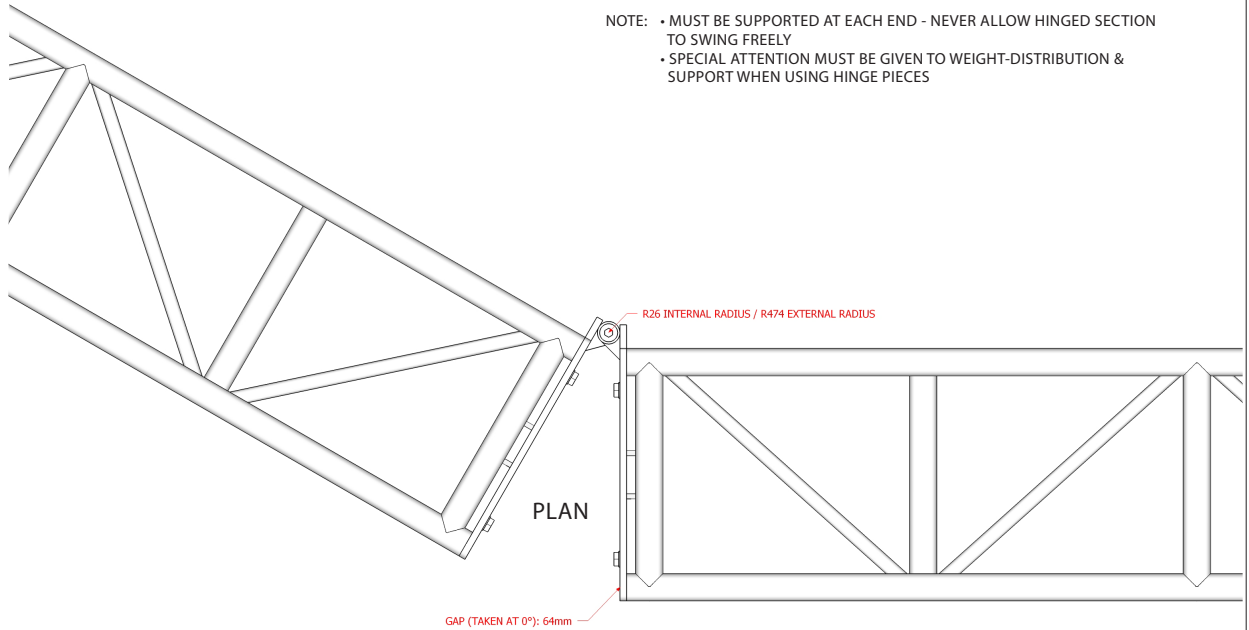 NOTE: • MUST BE SUPPORTED AT EACH END - NEVER ALLOW HINGED SECTION
TO SWING FREELY
• SPECIAL ATTENTION MUST BE GIVEN TO WEIGHT-DISTRIBUTION &
SUPPORT WHEN USING HINGE PIECES
R26 INTERNAL RADIUS / R474 EXTERNAL RADIUS
PLAN
GAP (TAKEN AT 0°): 64mm